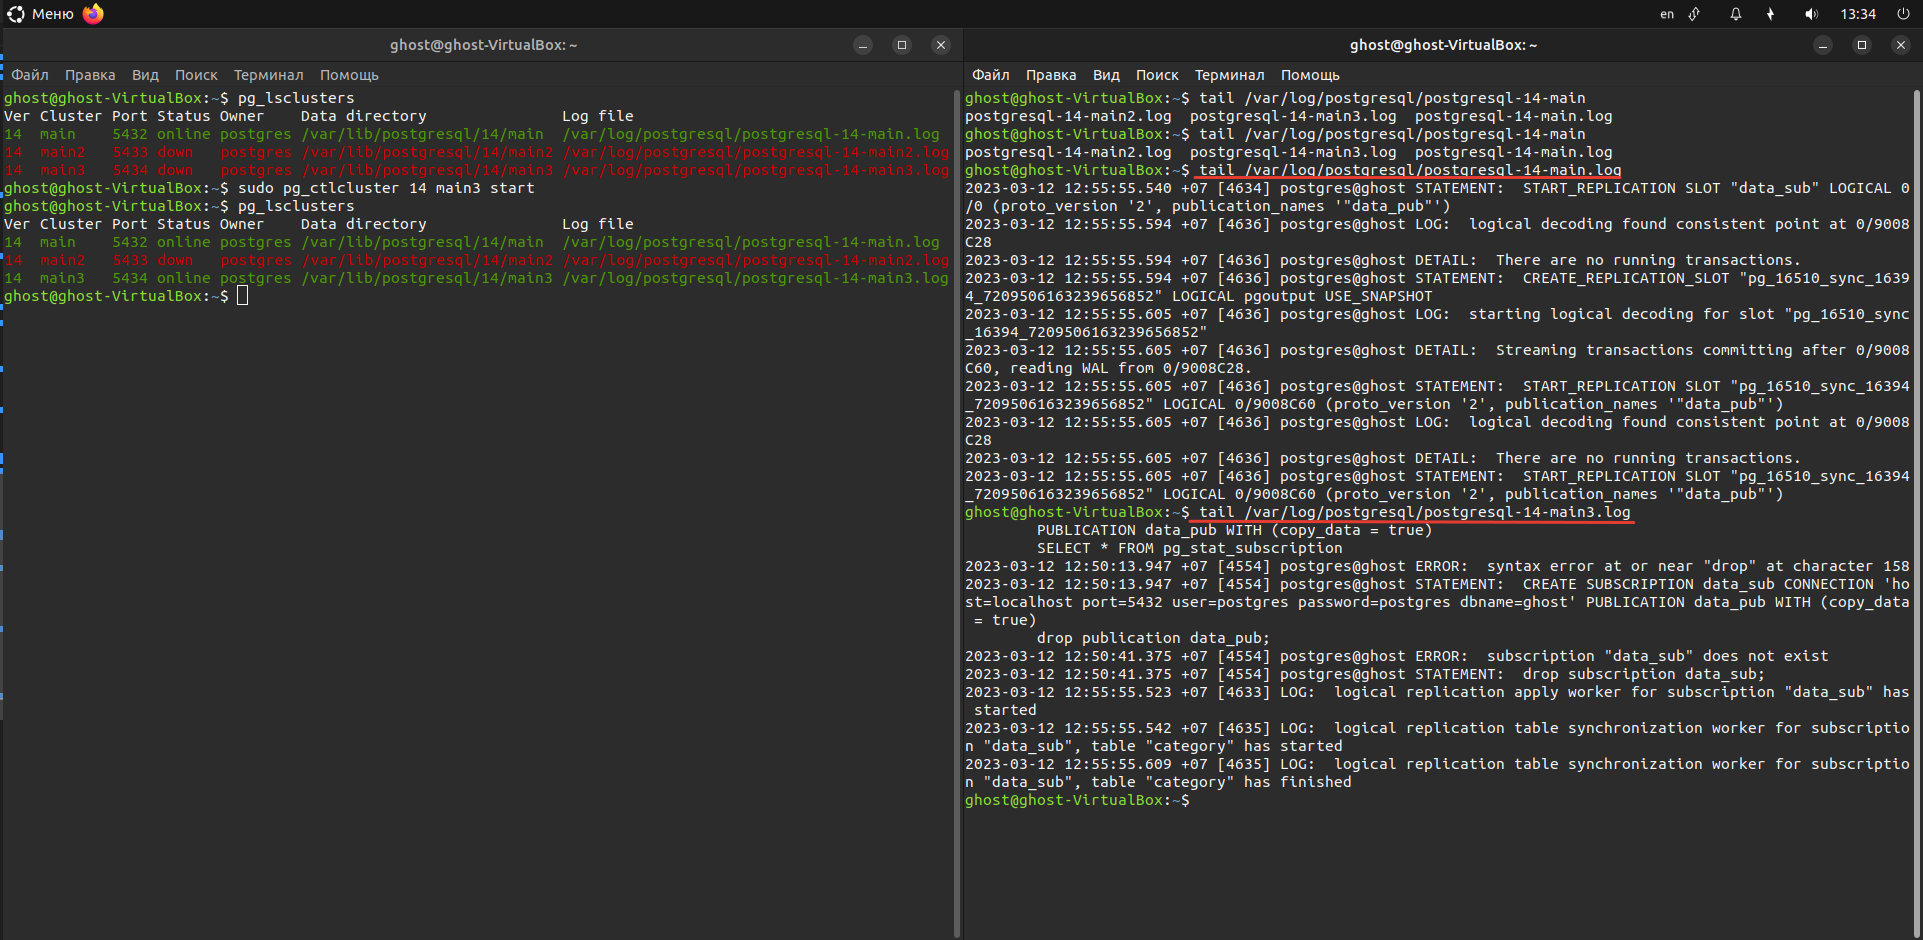 Меню
en
13:34
ghost@ghost-VirtualBox: ~
Файл Правка Вид Поиск Терминал Помощь
ghost@ghost-VirtualBox:~$ pg_lsclusters
Ver Cluster Port Status Owner    Data directory               Log file
14  main    5432 online postgres /var/lib/postgresql/14/main  /var/log/postgresql/postgresql-14-main.log
14  main2   5433 down   postgres /var/lib/postgresql/14/main2 /var/log/postgresql/postgresql-14-main2.log
14  main3   5434 down   postgres /var/lib/postgresql/14/main3 /var/log/postgresql/postgresql-14-main3.log
ghost@ghost-VirtualBox:~$ sudo pg_ctlcluster 14 main3 start
ghost@ghost-VirtualBox:~$ pg_lsclusters
Ver Cluster Port Status Owner    Data directory               Log file
14  main    5432 online postgres /var/lib/postgresql/14/main  /var/log/postgresql/postgresql-14-main.log
14  main2   5433 down   postgres /var/lib/postgresql/14/main2 /var/log/postgresql/postgresql-14-main2.log
14  main3   5434 online postgres /var/lib/postgresql/14/main3 /var/log/postgresql/postgresql-14-main3.log
ghost@ghost-VirtualBox:~$
ghost@ghost-VirtualBox: ~
Файл Правка Вид Поиск Терминал Помощь
ghost@ghost-VirtualBox:~$ tail /var/log/postgresql/postgresql-14-main
postgresql-14-main2.log  postgresql-14-main3.log  postgresql-14-main.log
ghost@ghost-VirtualBox:~$ tail /var/log/postgresql/postgresql-14-main
postgresql-14-main2.log  postgresql-14-main3.log  postgresql-14-main.log
ghost@ghost-VirtualBox:~$ tail /var/log/postgresql/postgresql-14-main.log
2023-03-12 12:55:55.540 +07 [4634] postgres@ghost STATEMENT:  START_REPLICATION SLOT "data_sub" LOGICAL 0
/0 (proto_version '2', publication_names '"data_pub"')
2023-03-12 12:55:55.594 +07 [4636] postgres@ghost LOG:  logical decoding found consistent point at 0/9008
C28
2023-03-12 12:55:55.594 +07 [4636] postgres@ghost DETAIL:  There are no running transactions.
2023-03-12 12:55:55.594 +07 [4636] postgres@ghost STATEMENT:  CREATE_REPLICATION_SLOT "pg_16510_sync_1639
4_7209506163239656852" LOGICAL pgoutput USE_SNAPSHOT
2023-03-12 12:55:55.605 +07 [4636] postgres@ghost LOG:  starting logical decoding for slot "pg_16510_sync
_16394_7209506163239656852"
2023-03-12 12:55:55.605 +07 [4636] postgres@ghost DETAIL:  Streaming transactions committing after 0/9008
C60, reading WAL from 0/9008C28.
2023-03-12 12:55:55.605 +07 [4636] postgres@ghost STATEMENT:  START_REPLICATION SLOT "pg_16510_sync_16394
_7209506163239656852" LOGICAL 0/9008C60 (proto_version '2', publication_names '"data_pub"')
2023-03-12 12:55:55.605 +07 [4636] postgres@ghost LOG:  logical decoding found consistent point at 0/9008
C28
2023-03-12 12:55:55.605 +07 [4636] postgres@ghost DETAIL:  There are no running transactions.
2023-03-12 12:55:55.605 +07 [4636] postgres@ghost STATEMENT:  START_REPLICATION SLOT "pg_16510_sync_16394
_7209506163239656852" LOGICAL 0/9008C60 (proto_version '2', publication_names '"data_pub"')
ghost@ghost-VirtualBox:~$ tail /var/log/postgresql/postgresql-14-main3.log
PUBLICATION data_pub WITH (copy_data = true)
SELECT * FROM pg_stat_subscription
2023-03-12 12:50:13.947 +07 [4554] postgres@ghost ERROR:  syntax error at or near "drop" at character 158
2023-03-12 12:50:13.947 +07 [4554] postgres@ghost STATEMENT:  CREATE SUBSCRIPTION data_sub CONNECTION 'ho
st=localhost port=5432 user=postgres password=postgres dbname=ghost' PUBLICATION data_pub WITH (copy_data
= true)
drop publication data_pub;
2023-03-12 12:50:41.375 +07 [4554] postgres@ghost ERROR:  subscription "data_sub" does not exist
2023-03-12 12:50:41.375 +07 [4554] postgres@ghost STATEMENT:  drop subscription data_sub;
2023-03-12 12:55:55.523 +07 [4633] LOG:  logical replication apply worker for subscription "data_sub" has
started
2023-03-12 12:55:55.542 +07 [4635] LOG:  logical replication table synchronization worker for subscriptio
n "data_sub", table "category" has started
2023-03-12 12:55:55.609 +07 [4635] LOG:  logical replication table synchronization worker for subscriptio
n "data_sub", table "category" has finished
ghost@ghost-VirtualBox:~$